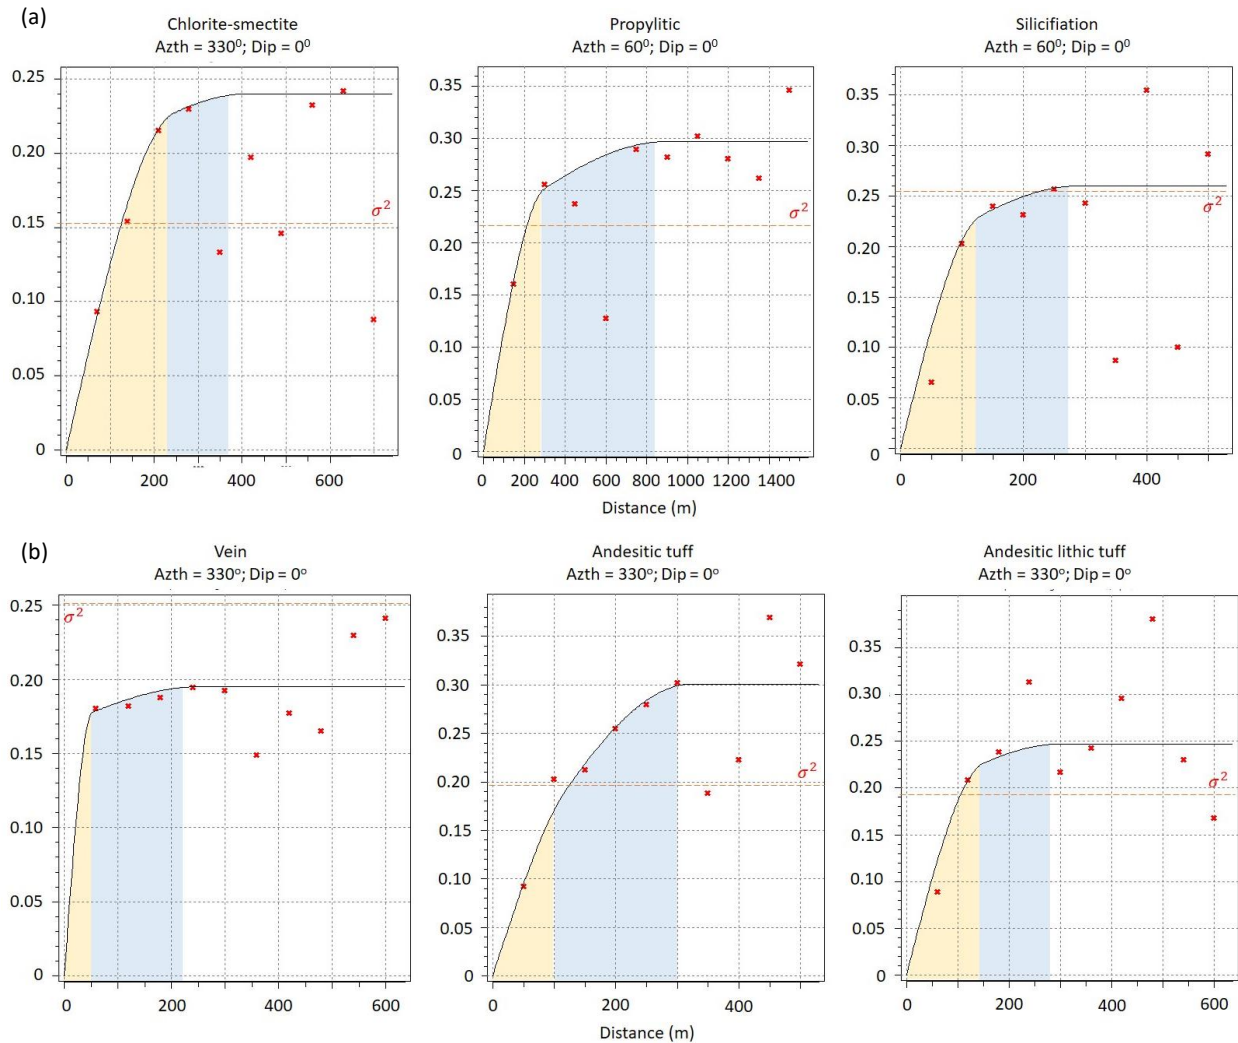 (a)
Chlorite-smectite
Azth = 330⁰; Dip = 0⁰
0.25
0.20
0.15
0.10
0.05
0
σ²
0 200 400 600
Propylitic
Azth = 60⁰; Dip = 0⁰
0.35
0.30
0.25
0.20
0.15
0.10
0.05
0
σ²
0 200 400 600 800 1000 1200 1400
Distance (m)
Silicifiation
Azth = 60⁰; Dip = 0⁰
0.35
0.30
0.25
0.20
0.15
0.10
0.05
0
σ²
0 200 400
(b)
Vein
Azth = 330º; Dip = 0º
0.25
0.20
0.15
0.10
0.05
0
σ²
0 200 400 600
Andesitic tuff
Azth = 330º; Dip = 0º
0.35
0.30
0.25
0.20
0.15
0.10
0.05
0
σ²
0 200 400
Distance (m)
Andesitic lithic tuff
Azth = 330º; Dip = 0º
0.35
0.30
0.25
0.20
0.15
0.10
0.05
0
σ²
0 200 400 600